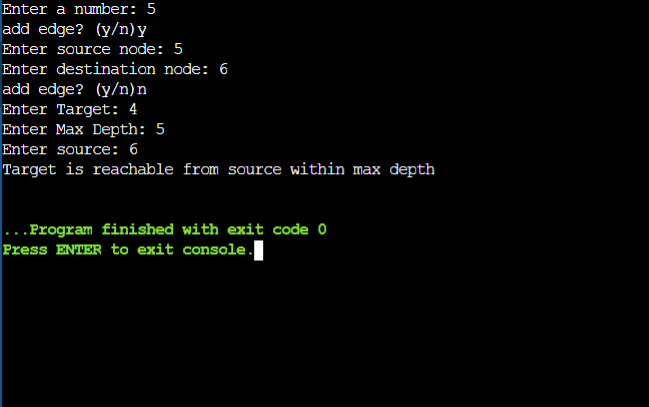 Enter a number: 5
add edge? (y/n)y
Enter source node: 5
Enter destination node: 6
add edge? (y/n)n
Enter Target: 4
Enter Max Depth: 5
Enter source: 6
Target is reachable from source within max depth
...Program finished with exit code 0
Press ENTER to exit console.